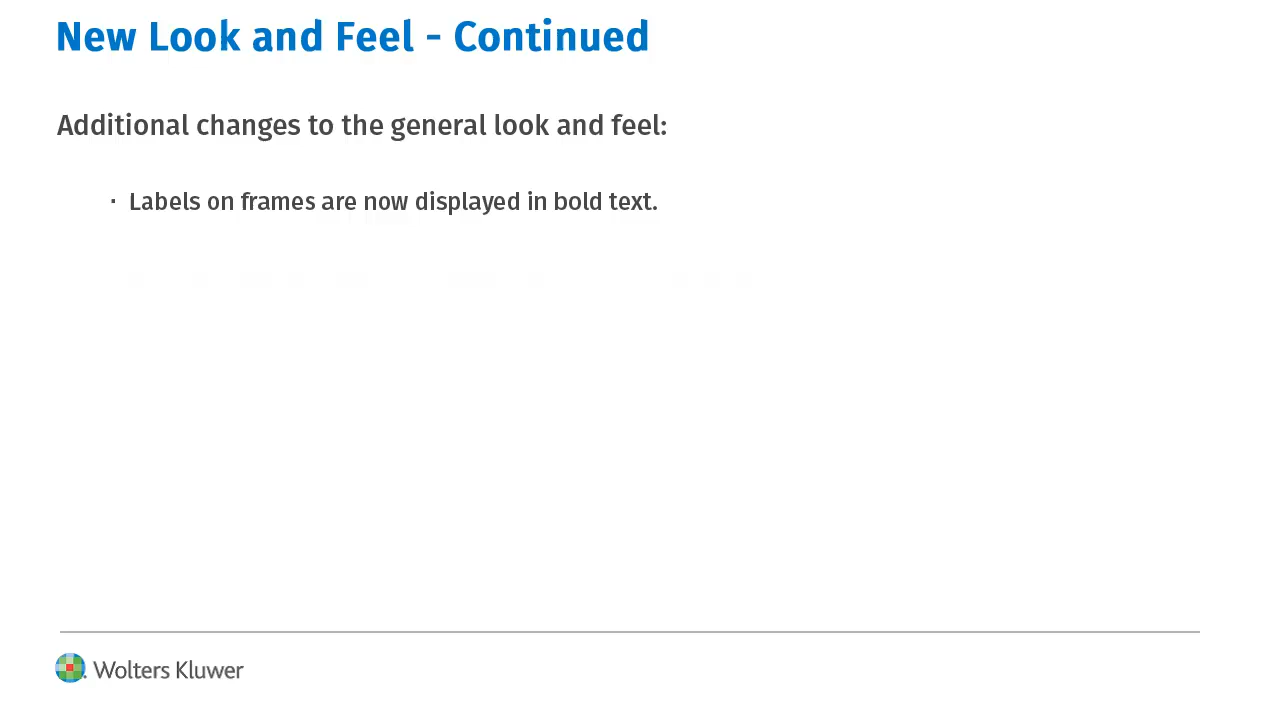 New Look and Feel - Continued
Additional changes to the general look and feel:
· Labels on frames are now displayed in bold text.
Wolters Kluwer